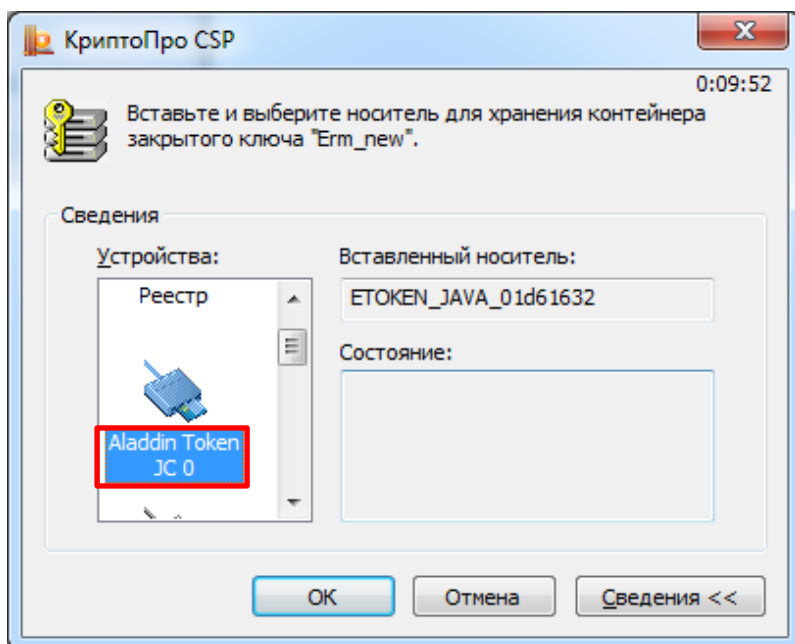 КриптоПро CSP
0:09:52
Вставьте и выберите носитель для хранения контейнера
закрытого ключа "Erm_new".
Сведения
Устройства:
Вставленный носитель:
Реестр
ETOKEN_JAVA_01d61632
Состояние:
Aladdin Token
JC 0
ОК
Отмена
Сведения <<